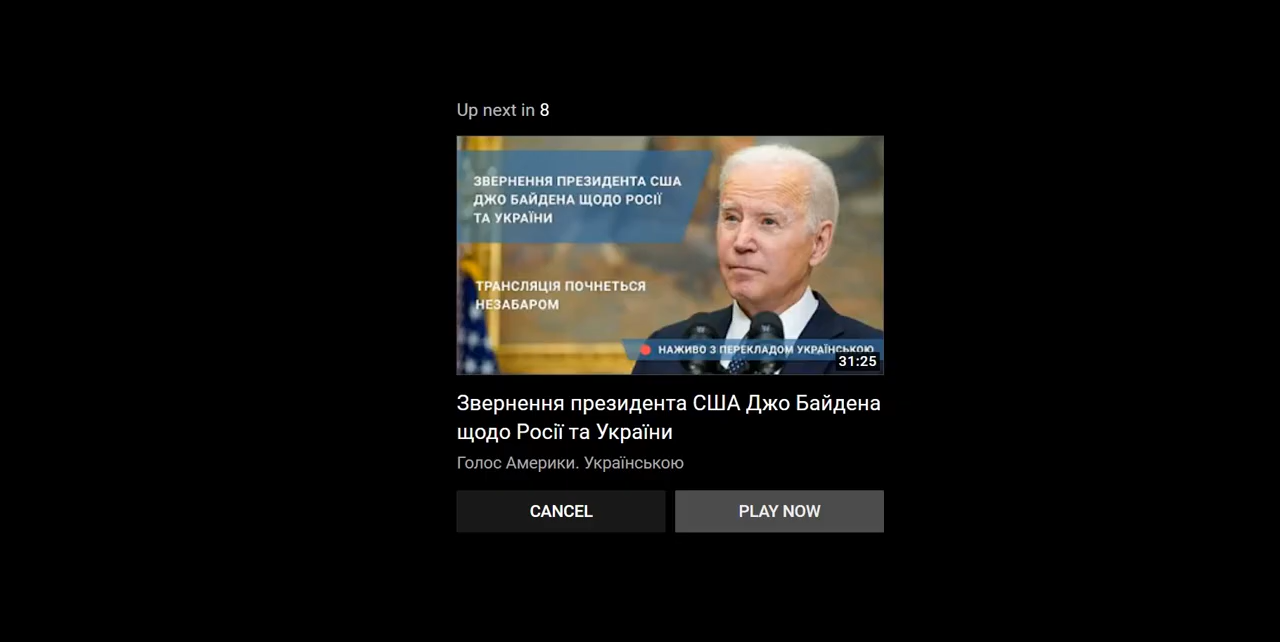 Up next in 8
ЗВЕРНЕННЯ ПРЕЗИДЕНТА США
ДЖО БАЙДЕНА ЩОДО РОСІЇ
ТА УКРАЇНИ
ТРАНСЛЯЦІЯ ПОЧНЕТЬСЯ
НЕЗАБАРОМ
НАЖИВО З ПЕРЕКЛАДОМ УКРАЇНСЬКОЮ
31:25
Звернення президента США Джо Байдена
щодо Росії та України
Голос Америки. Українською
CANCEL
PLAY NOW